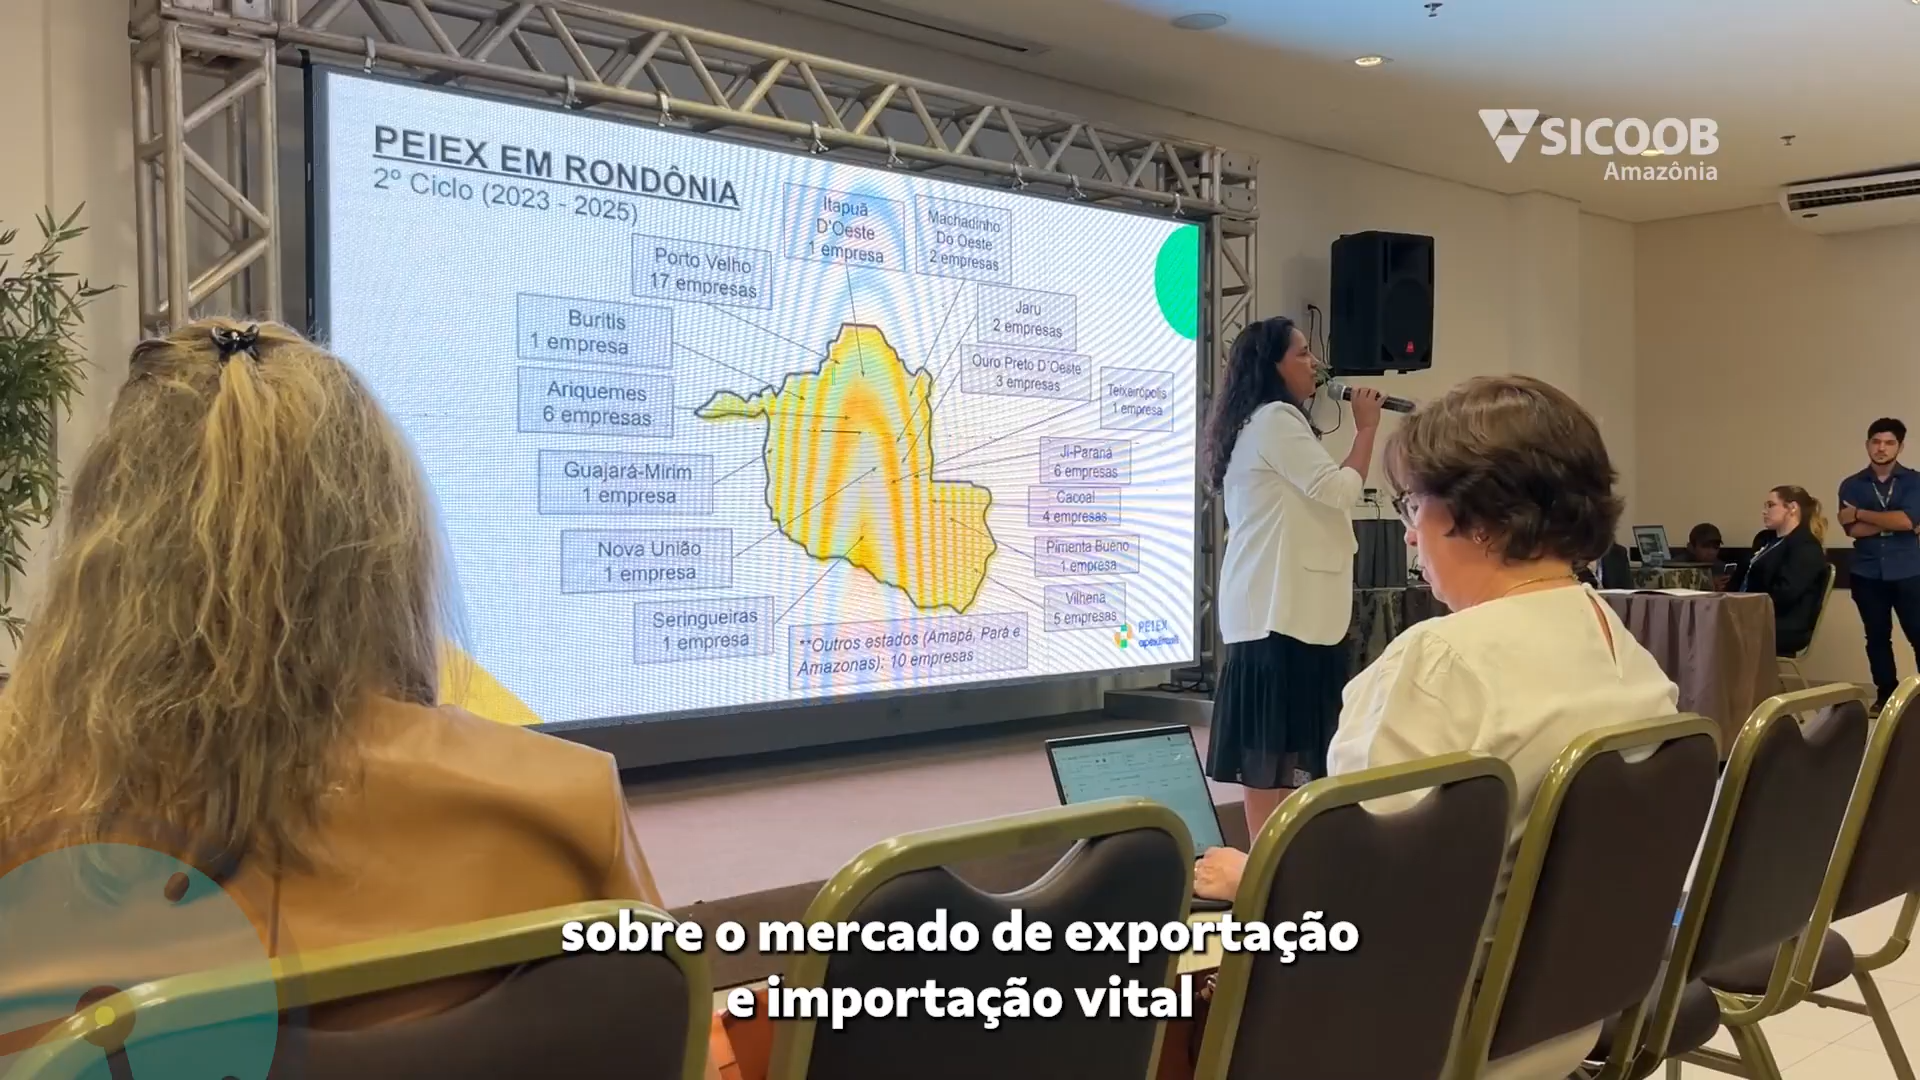 SICOOB
Amazônia
PEIEX EM RONDÔNIA
2º Ciclo (2023 - 2025)
Itapuã
D'Oeste
1 empresa
Machadinho
Do Oeste
2 empresas
Porto Velho
17 empresas
Jaru
2 empresas
Buritis
1 empresa
Ouro Preto D'Oeste
3 empresas
Teixeirópolis
1 empresa
Ariquemes
6 empresas
Ji-Paraná
6 empresas
Guajará-Mirim
1 empresa
Cacoal
4 empresas
Nova União
1 empresa
Pimenta Bueno
1 empresa
Vilhena
5 empresas
Seringueiras
1 empresa
**Outros estados (Amapá, Pará e
Amazonas): 10 empresas
PEIEX
apexBrasil
sobre o mercado de exportação
e importação vital